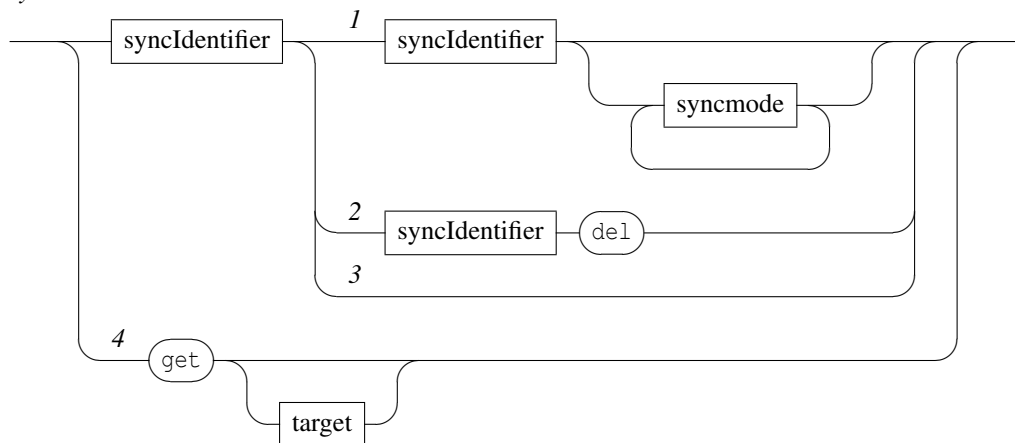 syncIdentifier 1 syncIdentifier
syncmode
2 syncIdentifier del
3
4 get
target